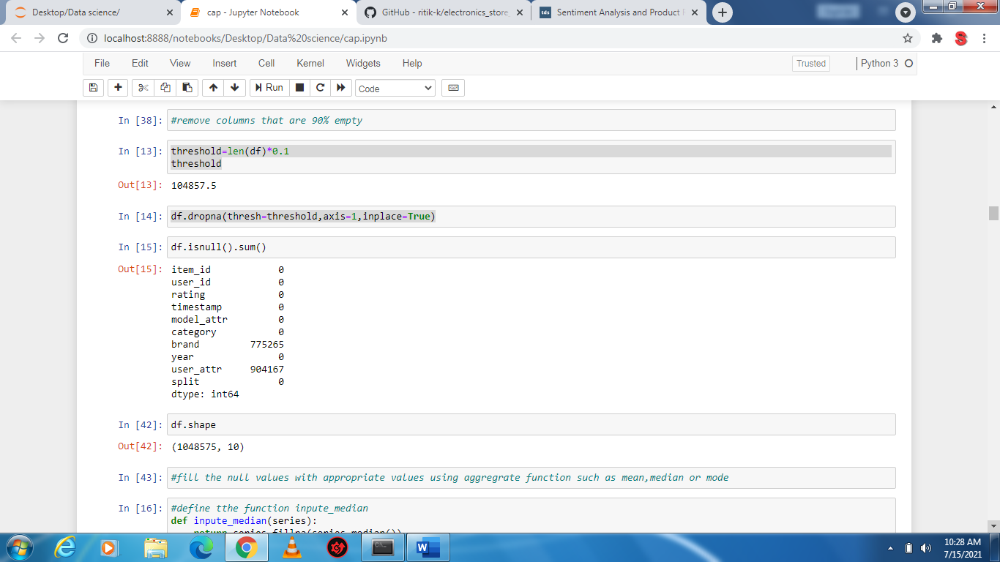 Desktop/Data science/
cap - Jupyter Notebook
GitHub - ritik-k/electronics_store
Sentiment Analysis and Product
localhost:8888/notebooks/Desktop/Data%20science/cap.ipynb
File Edit View Insert Cell Kernel Widgets Help Trusted Python 3
Run Code
In [38]: #remove columns that are 90% empty
In [13]: threshold=len(df)*0.1
threshold
Out[13]: 104857.5
In [14]: df.dropna(thresh=threshold,axis=1,inplace=True)
In [15]: df.isnull().sum()
Out[15]: item_id 0
user_id 0
rating 0
timestamp 0
model_attr 0
category 0
brand 775265
year 0
user_attr 904167
split 0
dtype: int64
In [42]: df.shape
Out[42]: (1048575, 10)
In [43]: #fill the null values with appropriate values using aggregrate function such as mean,median or mode
In [16]: #define tthe function inpute_median
def inpute_median(series):
return series.fillna(series.median())
10:28 AM
7/15/2021